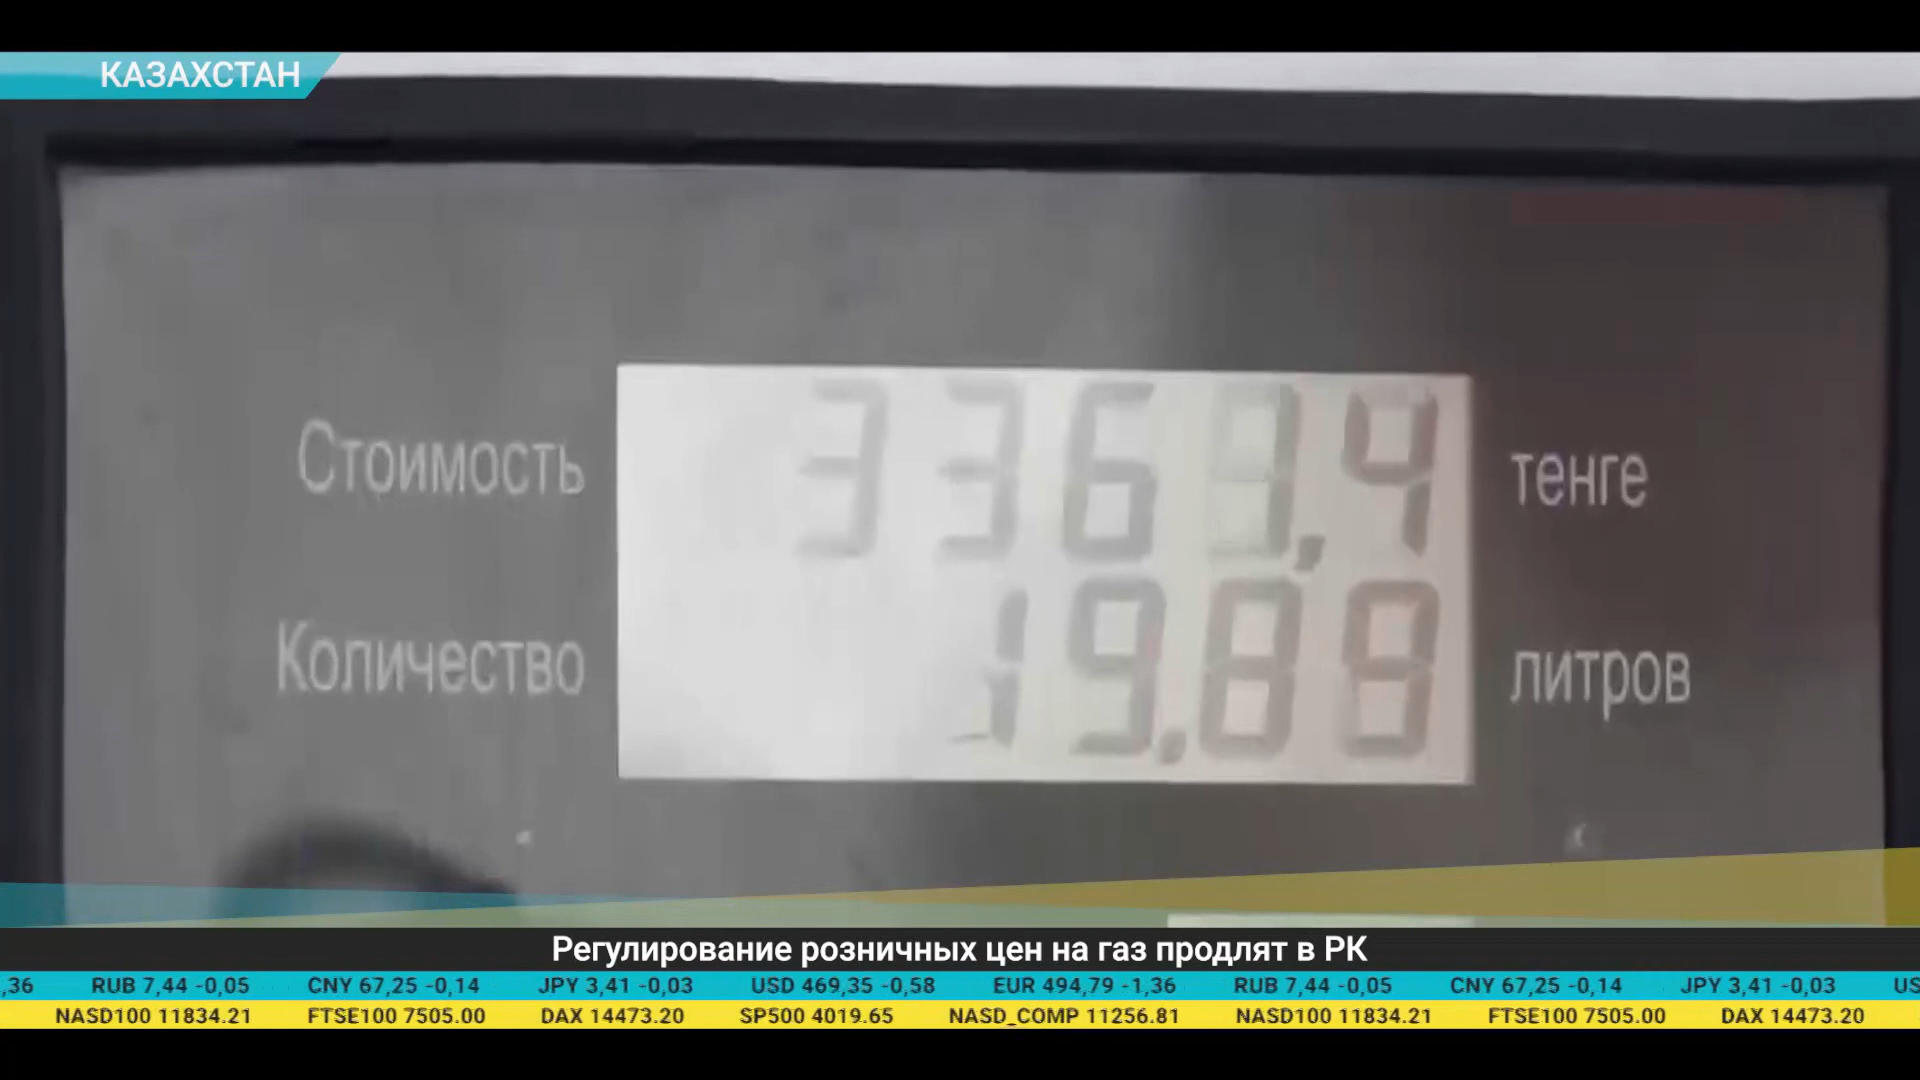 КАЗАХСТАН
Стоимость тенге
Количество 19,88 литров
Регулирование розничных цен на газ продлят в РК
,36 RUB 7,44 -0,05 CNY 67,25 -0,14 JPY 3,41 -0,03 USD 469,35 -0,58 EUR 494,79 -1,36 RUB 7,44 -0,05 CNY 67,25 -0,14 JPY 3,41 -0,03 US
NASD100 11834.21 FTSE100 7505.00 DAX 14473.20 SP500 4019.65 NASD_COMP 11256.81 NASD100 11834.21 FTSE100 7505.00 DAX 14473.20